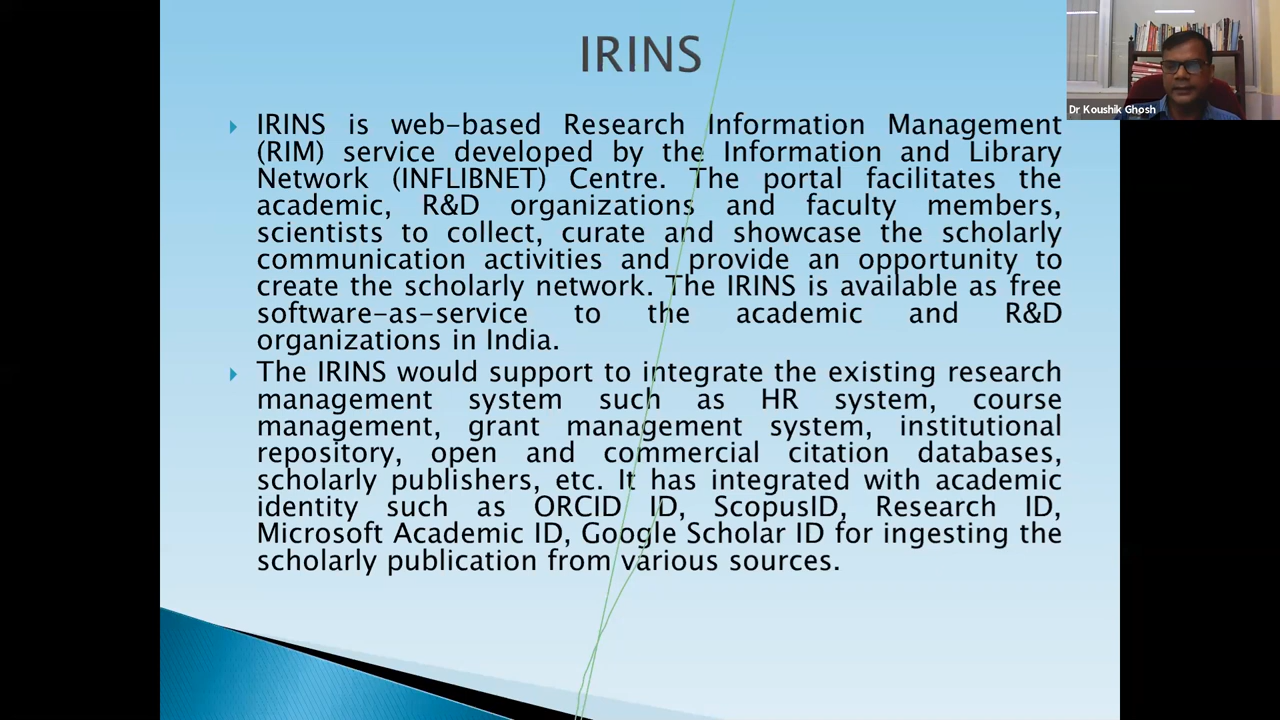 IRINS
IRINS is web-based Research Information Management
(RIM) service developed by the Information and Library
Network (INFLIBNET) Centre. The portal facilitates the
academic, R&D organizations and faculty members,
scientists to collect, curate and showcase the scholarly
communication activities and provide an opportunity to
create the scholarly network. The IRINS is available as free
software-as-service to the academic and R&D
organizations in India.
The IRINS would support to integrate the existing research
management system such as HR system, course
management, grant management system, institutional
repository, open and commercial citation databases,
scholarly publishers, etc. It has integrated with academic
identity such as ORCID ID, ScopusID, Research ID,
Microsoft Academic ID, Google Scholar ID for ingesting the
scholarly publication from various sources.
Dr Koushik Ghosh